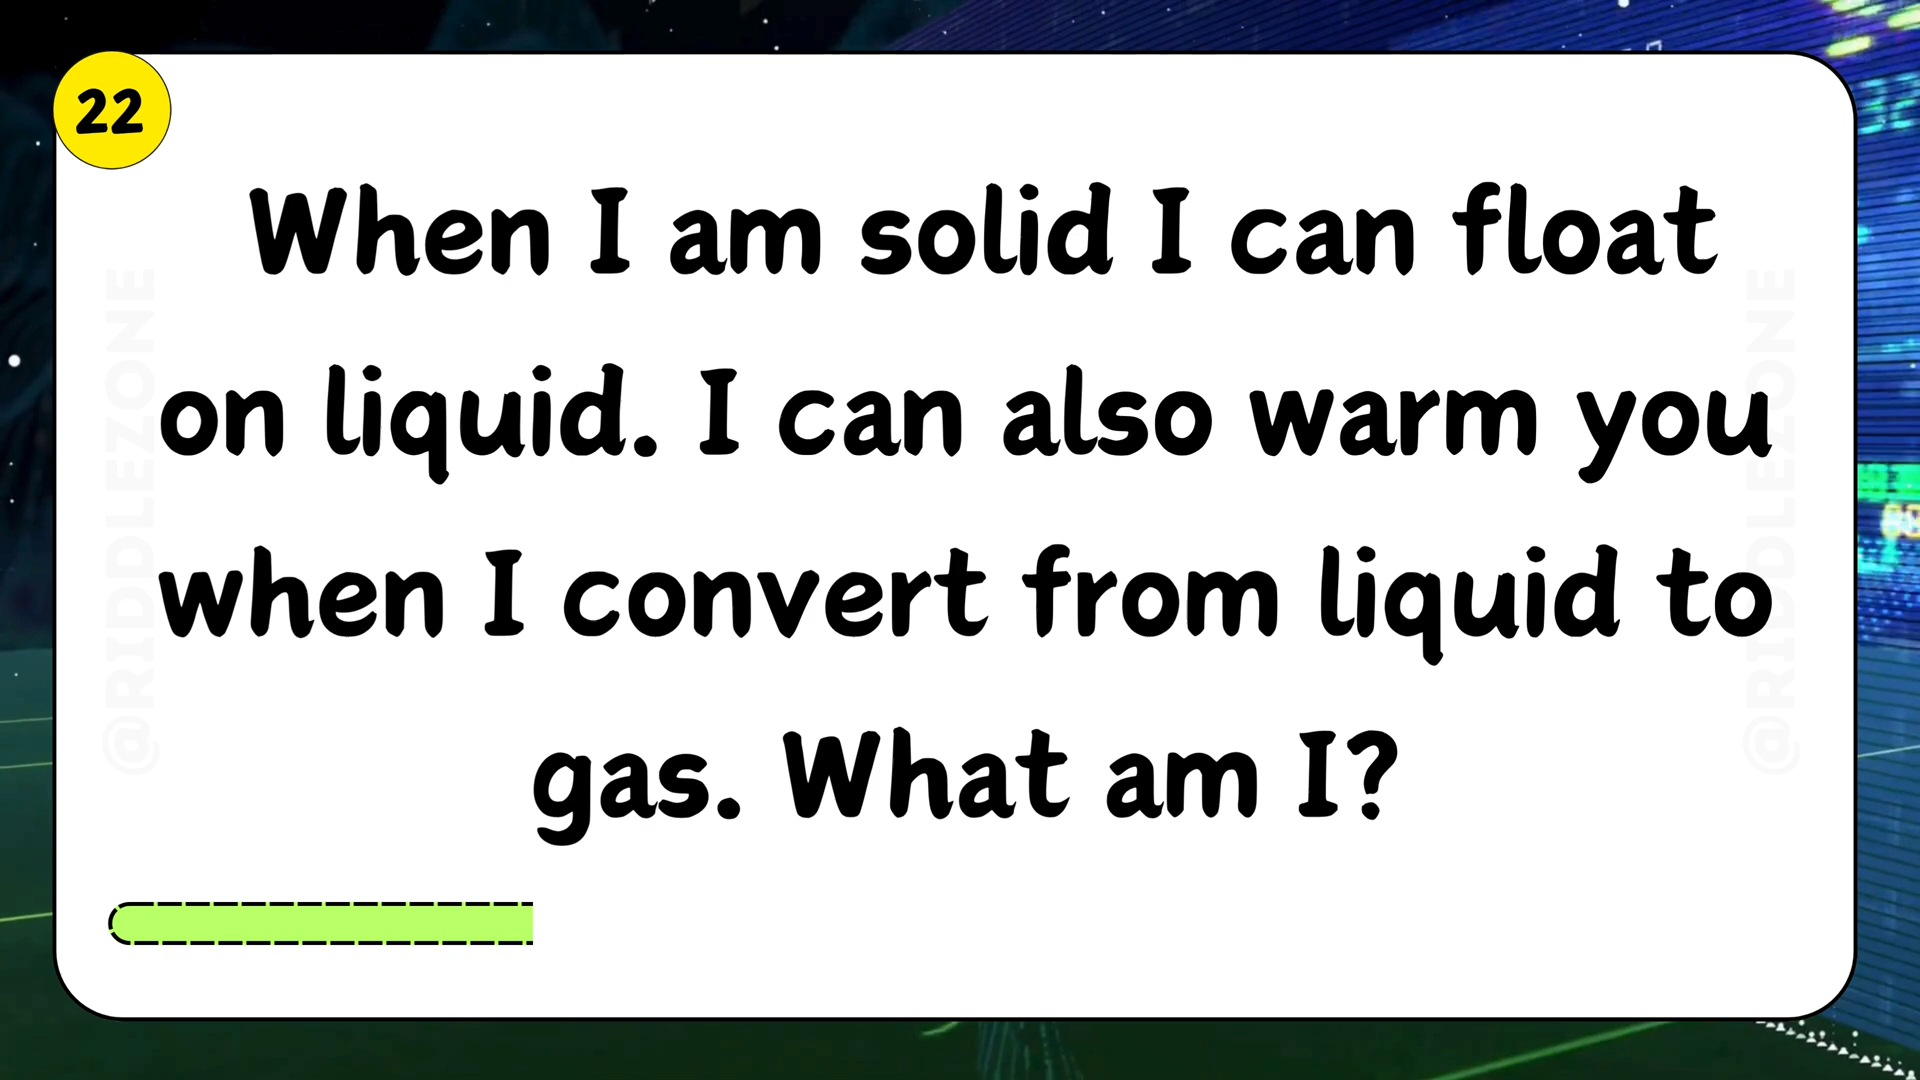 22
When I am solid I can float
on liquid. I can also warm you
when I convert from liquid to
gas. What am I?
@RIDDLEZONE
@RIDDLEZONE